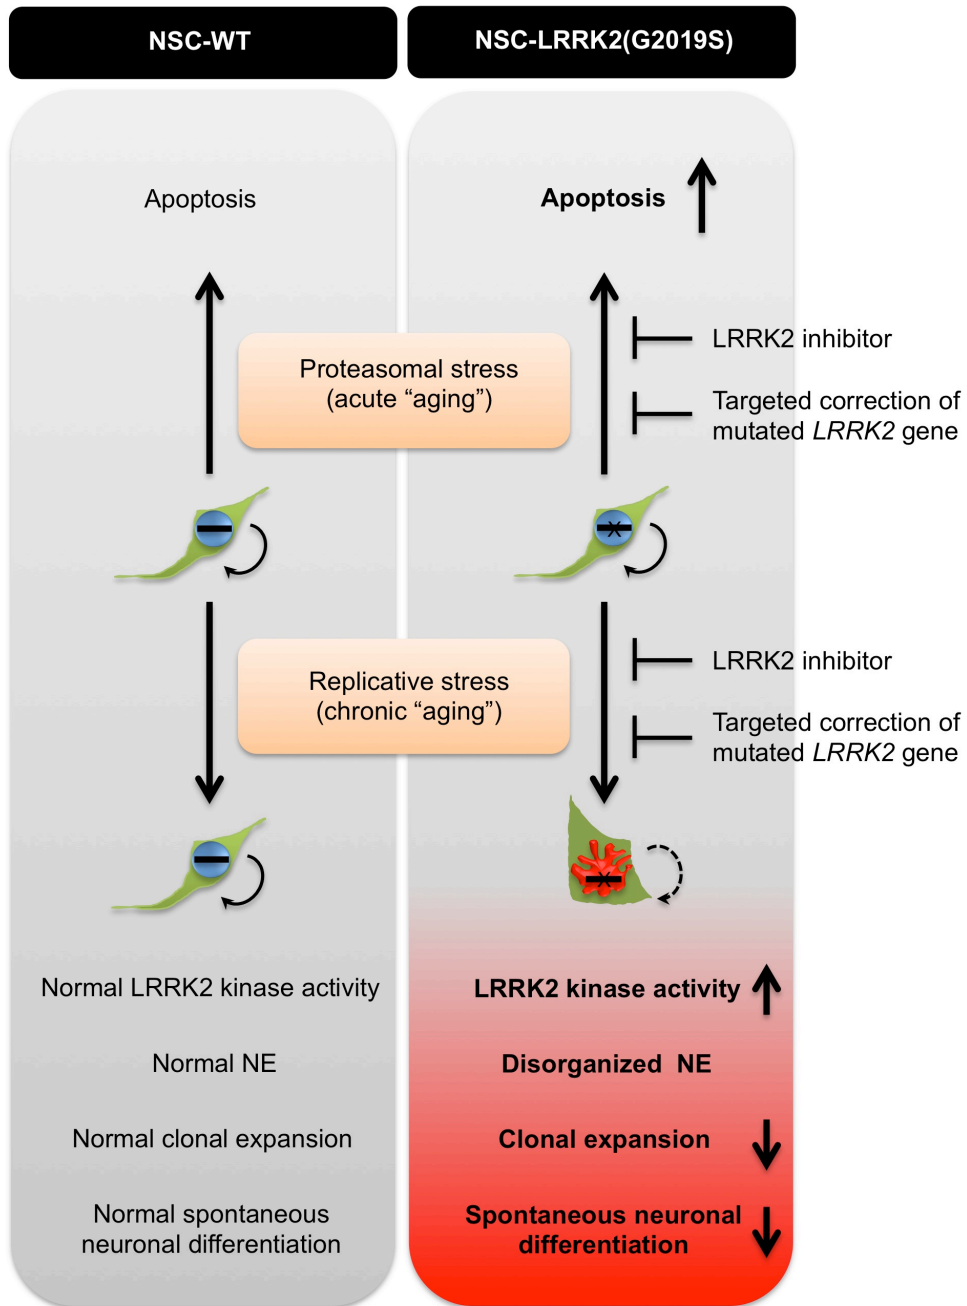 NSC-WT
NSC-LRRK2(G2019S)
Apoptosis
Apoptosis
Proteasomal stress
(acute “aging”)
LRRK2 inhibitor
Targeted correction of
mutated LRRK2 gene
X
Replicative stress
(chronic “aging”)
LRRK2 inhibitor
Targeted correction of
mutated LRRK2 gene
X
Normal LRRK2 kinase activity
LRRK2 kinase activity
Normal NE
Disorganized NE
Normal clonal expansion
Clonal expansion
Normal spontaneous
neuronal differentiation
Spontaneous neuronal
differentiation